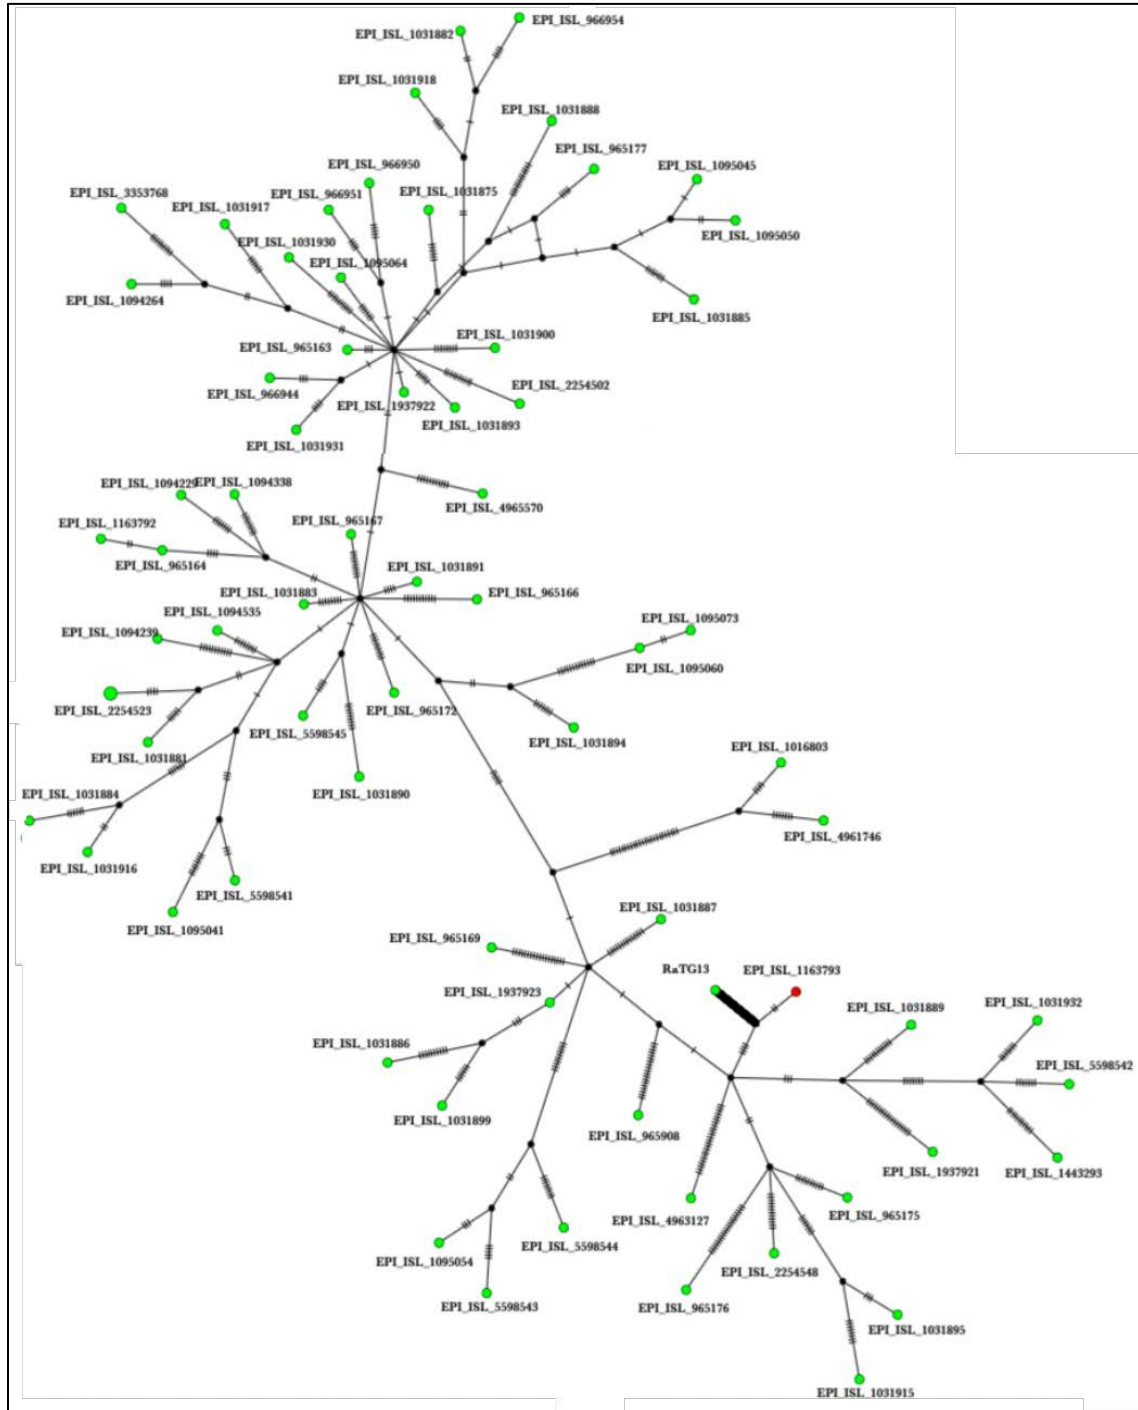 EPI_ISL_966954
EPI_ISL_1031882
EPI_ISL_1031918
EPI_ISL_1031888
EPI_ISL_965177
EPI_ISL_1095045
EPI_ISL_966950
EPI_ISL_3353768
EPI_ISL_966951
EPI_ISL_1031875
EPI_ISL_1031917
EPI_ISL_1095050
EPI_ISL_1031930
EPI_ISL_1095064
EPI_ISL_1094264
EPI_ISL_1031885
EPI_ISL_1031900
EPI_ISL_965163
EPI_ISL_2254502
EPI_ISL_966944
EPI_ISL_1937922
EPI_ISL_1031893
EPI_ISL_1031931
EPI_ISL_1094229
EPI_ISL_1094338
EPI_ISL_4965570
EPI_ISL_965167
EPI_ISL_1163792
EPI_ISL_965164
EPI_ISL_1031891
EPI_ISL_1031883
EPI_ISL_965166
EPI_ISL_1094535
EPI_ISL_1095073
EPI_ISL_1094239
EPI_ISL_1095060
EPI_ISL_2254523
EPI_ISL_965172
EPI_ISL_5598545
EPI_ISL_1031894
EPI_ISL_1016803
EPI_ISL_1031881
EPI_ISL_1031884
EPI_ISL_1031890
EPI_ISL_4961746
EPI_ISL_1031916
EPI_ISL_5598541
EPI_ISL_1031887
EPI_ISL_1095041
EPI_ISL_965169
RaTG13
EPI_ISL_1163793
EPI_ISL_1937923
EPI_ISL_1031889
EPI_ISL_1031932
EPI_ISL_1031886
EPI_ISL_5598542
EPI_ISL_1031899
EPI_ISL_965908
EPI_ISL_1937921
EPI_ISL_1443293
EPI_ISL_4963127
EPI_ISL_965175
EPI_ISL_5598544
EPI_ISL_1095054
EPI_ISL_2254548
EPI_ISL_5598543
EPI_ISL_965176
EPI_ISL_1031895
EPI_ISL_1031915